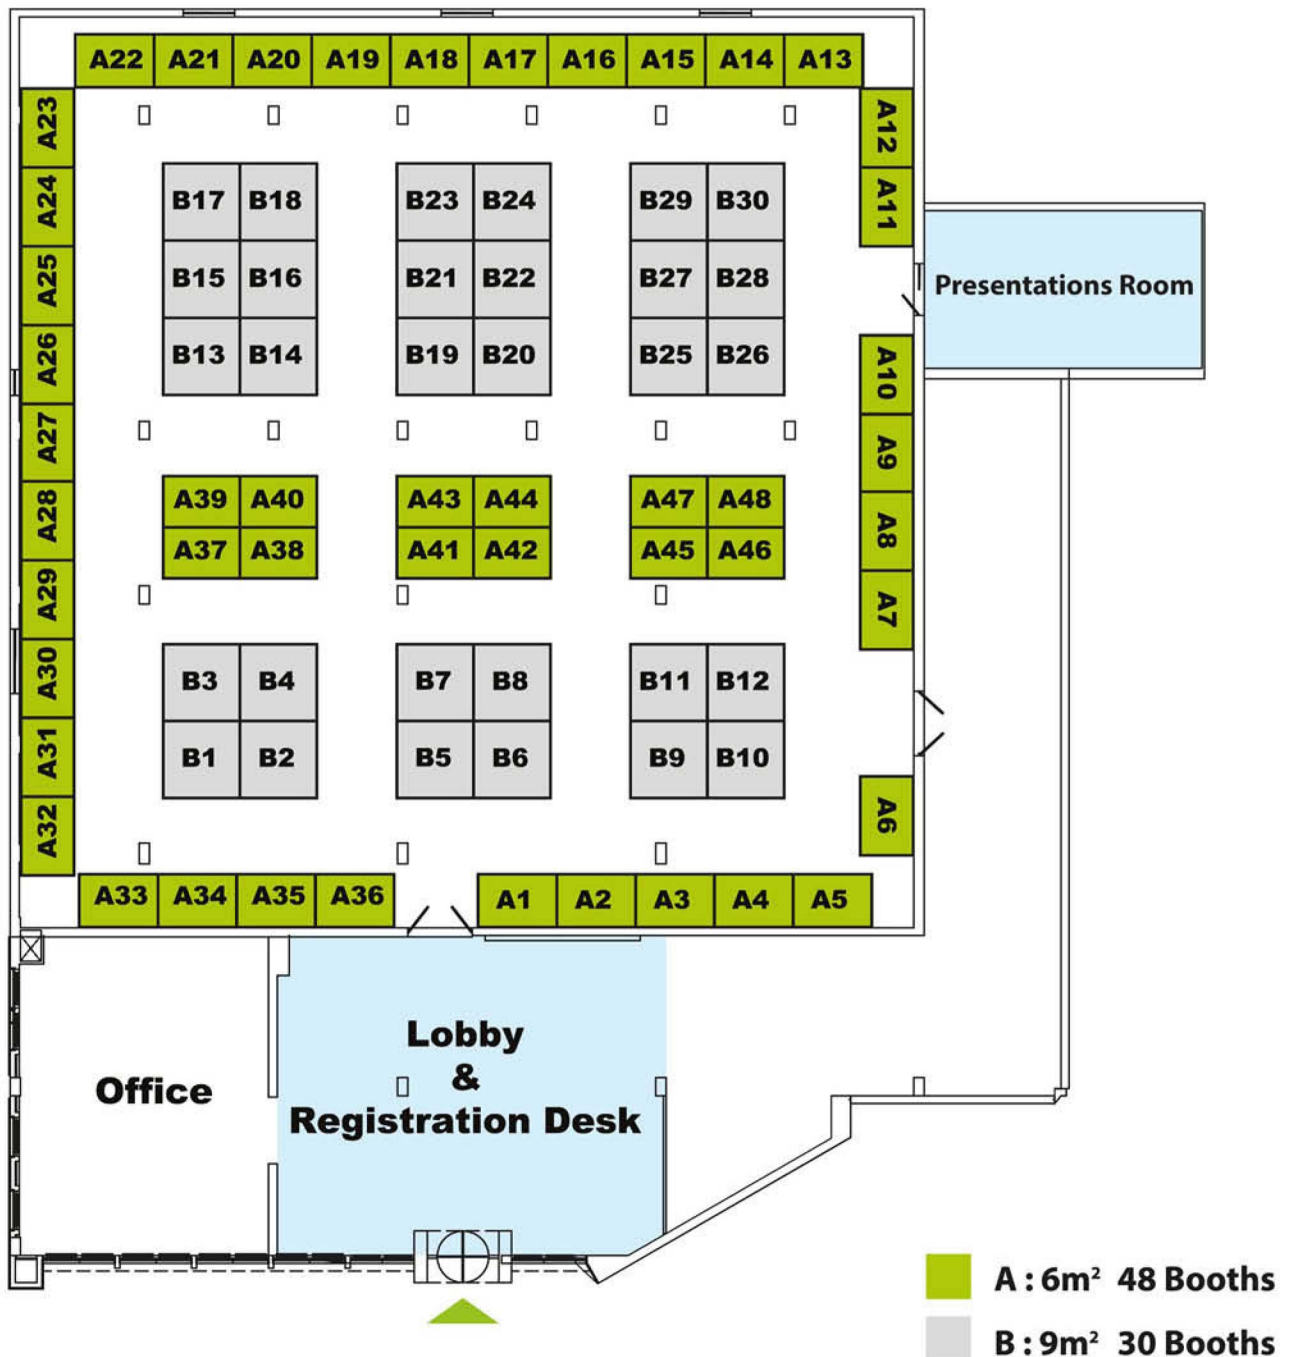 A22 A21 A20 A19 A18 A17 A16 A15 A14 A13
A23
A12
A24
B17 B18 B23 B24 B29 B30
A11
A25
B15 B16 B21 B22 B27 B28
Presentations Room
A26
B13 B14 B19 B20 B25 B26
A10
A27
A9
A28
A39 A40 A43 A44 A47 A48
A8
A37 A38 A41 A42 A45 A46
A29
A7
A30
B3 B4 B7 B8 B11 B12
A31
B1 B2 B5 B6 B9 B10
A32
A6
A33 A34 A35 A36 A1 A2 A3 A4 A5
Lobby
&
Registration Desk
Office
A : 6m² 48 Booths
B : 9m² 30 Booths